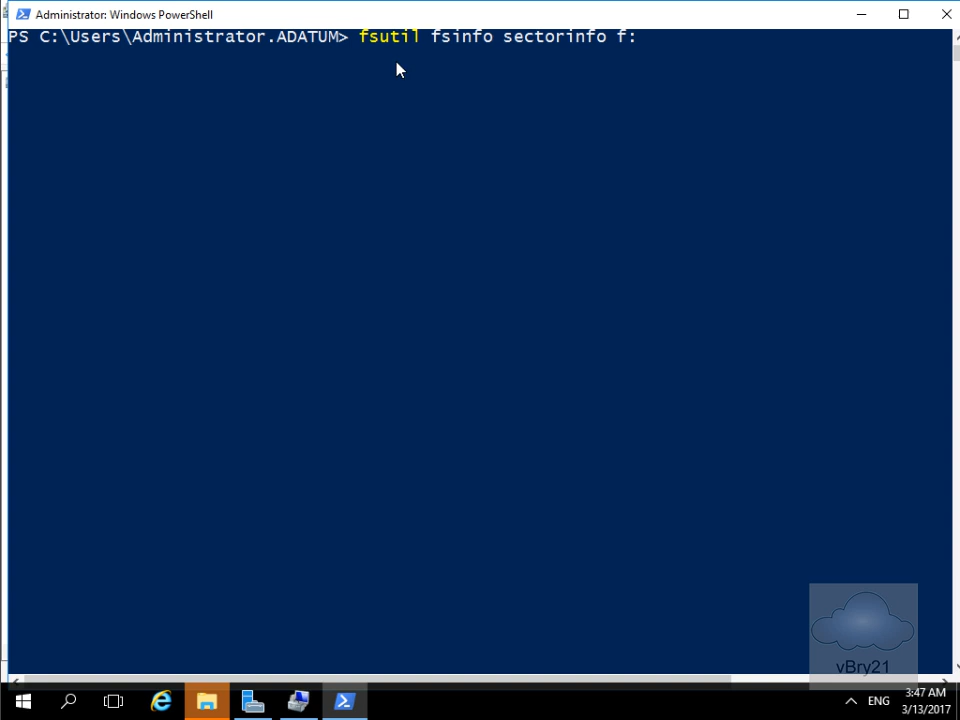 Administrator: Windows PowerShell
PS C:\Users\Administrator.ADATUM> fsutil fsinfo sectorinfo f:
vBry21
ENG
3:47 AM
3/13/2017